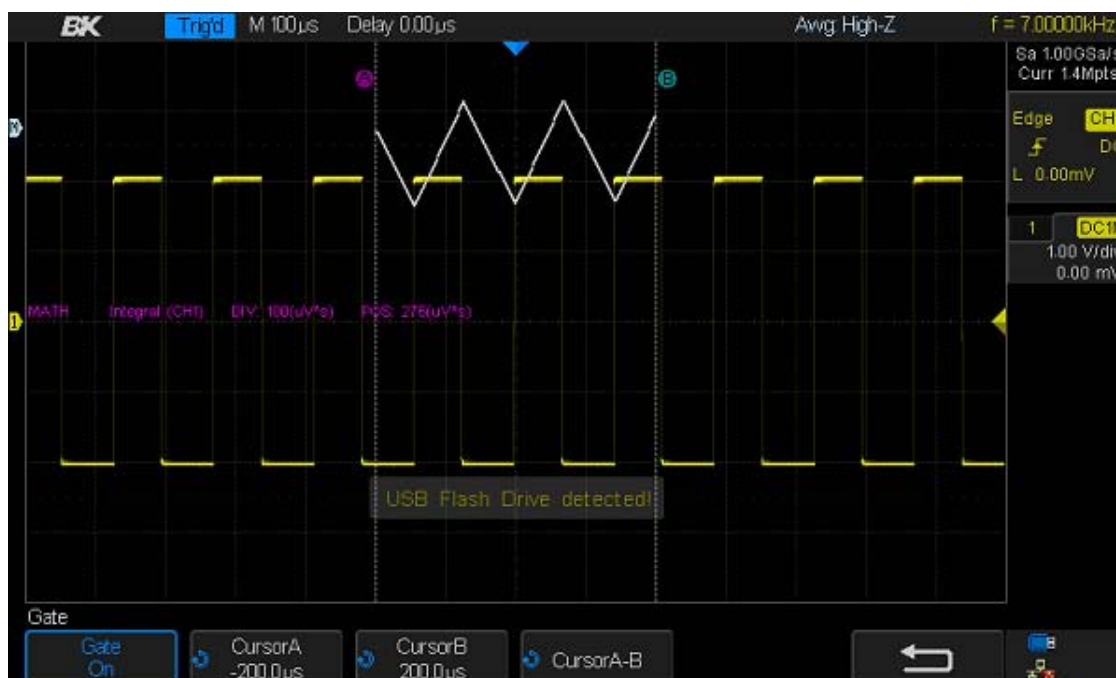 BK Trig'd M 100µs Delay 0.00µs Awg: High-Z f = 7.00000kHz
Sa 1.00GSa/s
Curr 1.4Mpts
A B
Edge CH
M
L 0.00mV
1
1.00 V/div
0.00 mV
MATH Integral (CH1) DIV: 100(uV*s) POS: 276(uV*s)
1
USB Flash Drive detected!
Gate
Gate
On
CursorA
-200.0µs
CursorB
200.0µs
CursorA-B